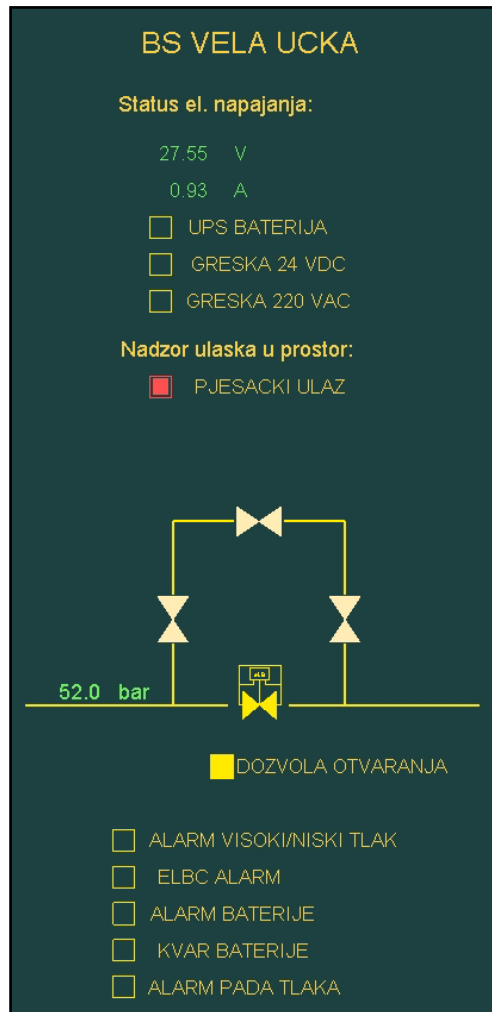 BS VELA UCKA
Status el. napajanja:
27.55 V
0.93 A
UPS BATERIJA
GRESKA 24 VDC
GRESKA 220 VAC
Nadzor ulaska u prostor:
PJESACKI ULAZ
52.0 bar
DOZVOLA OTVARANJA
ALARM VISOKI/NISKI TLAK
ELBC ALARM
ALARM BATERIJE
KVAR BATERIJE
ALARM PADA TLAKA